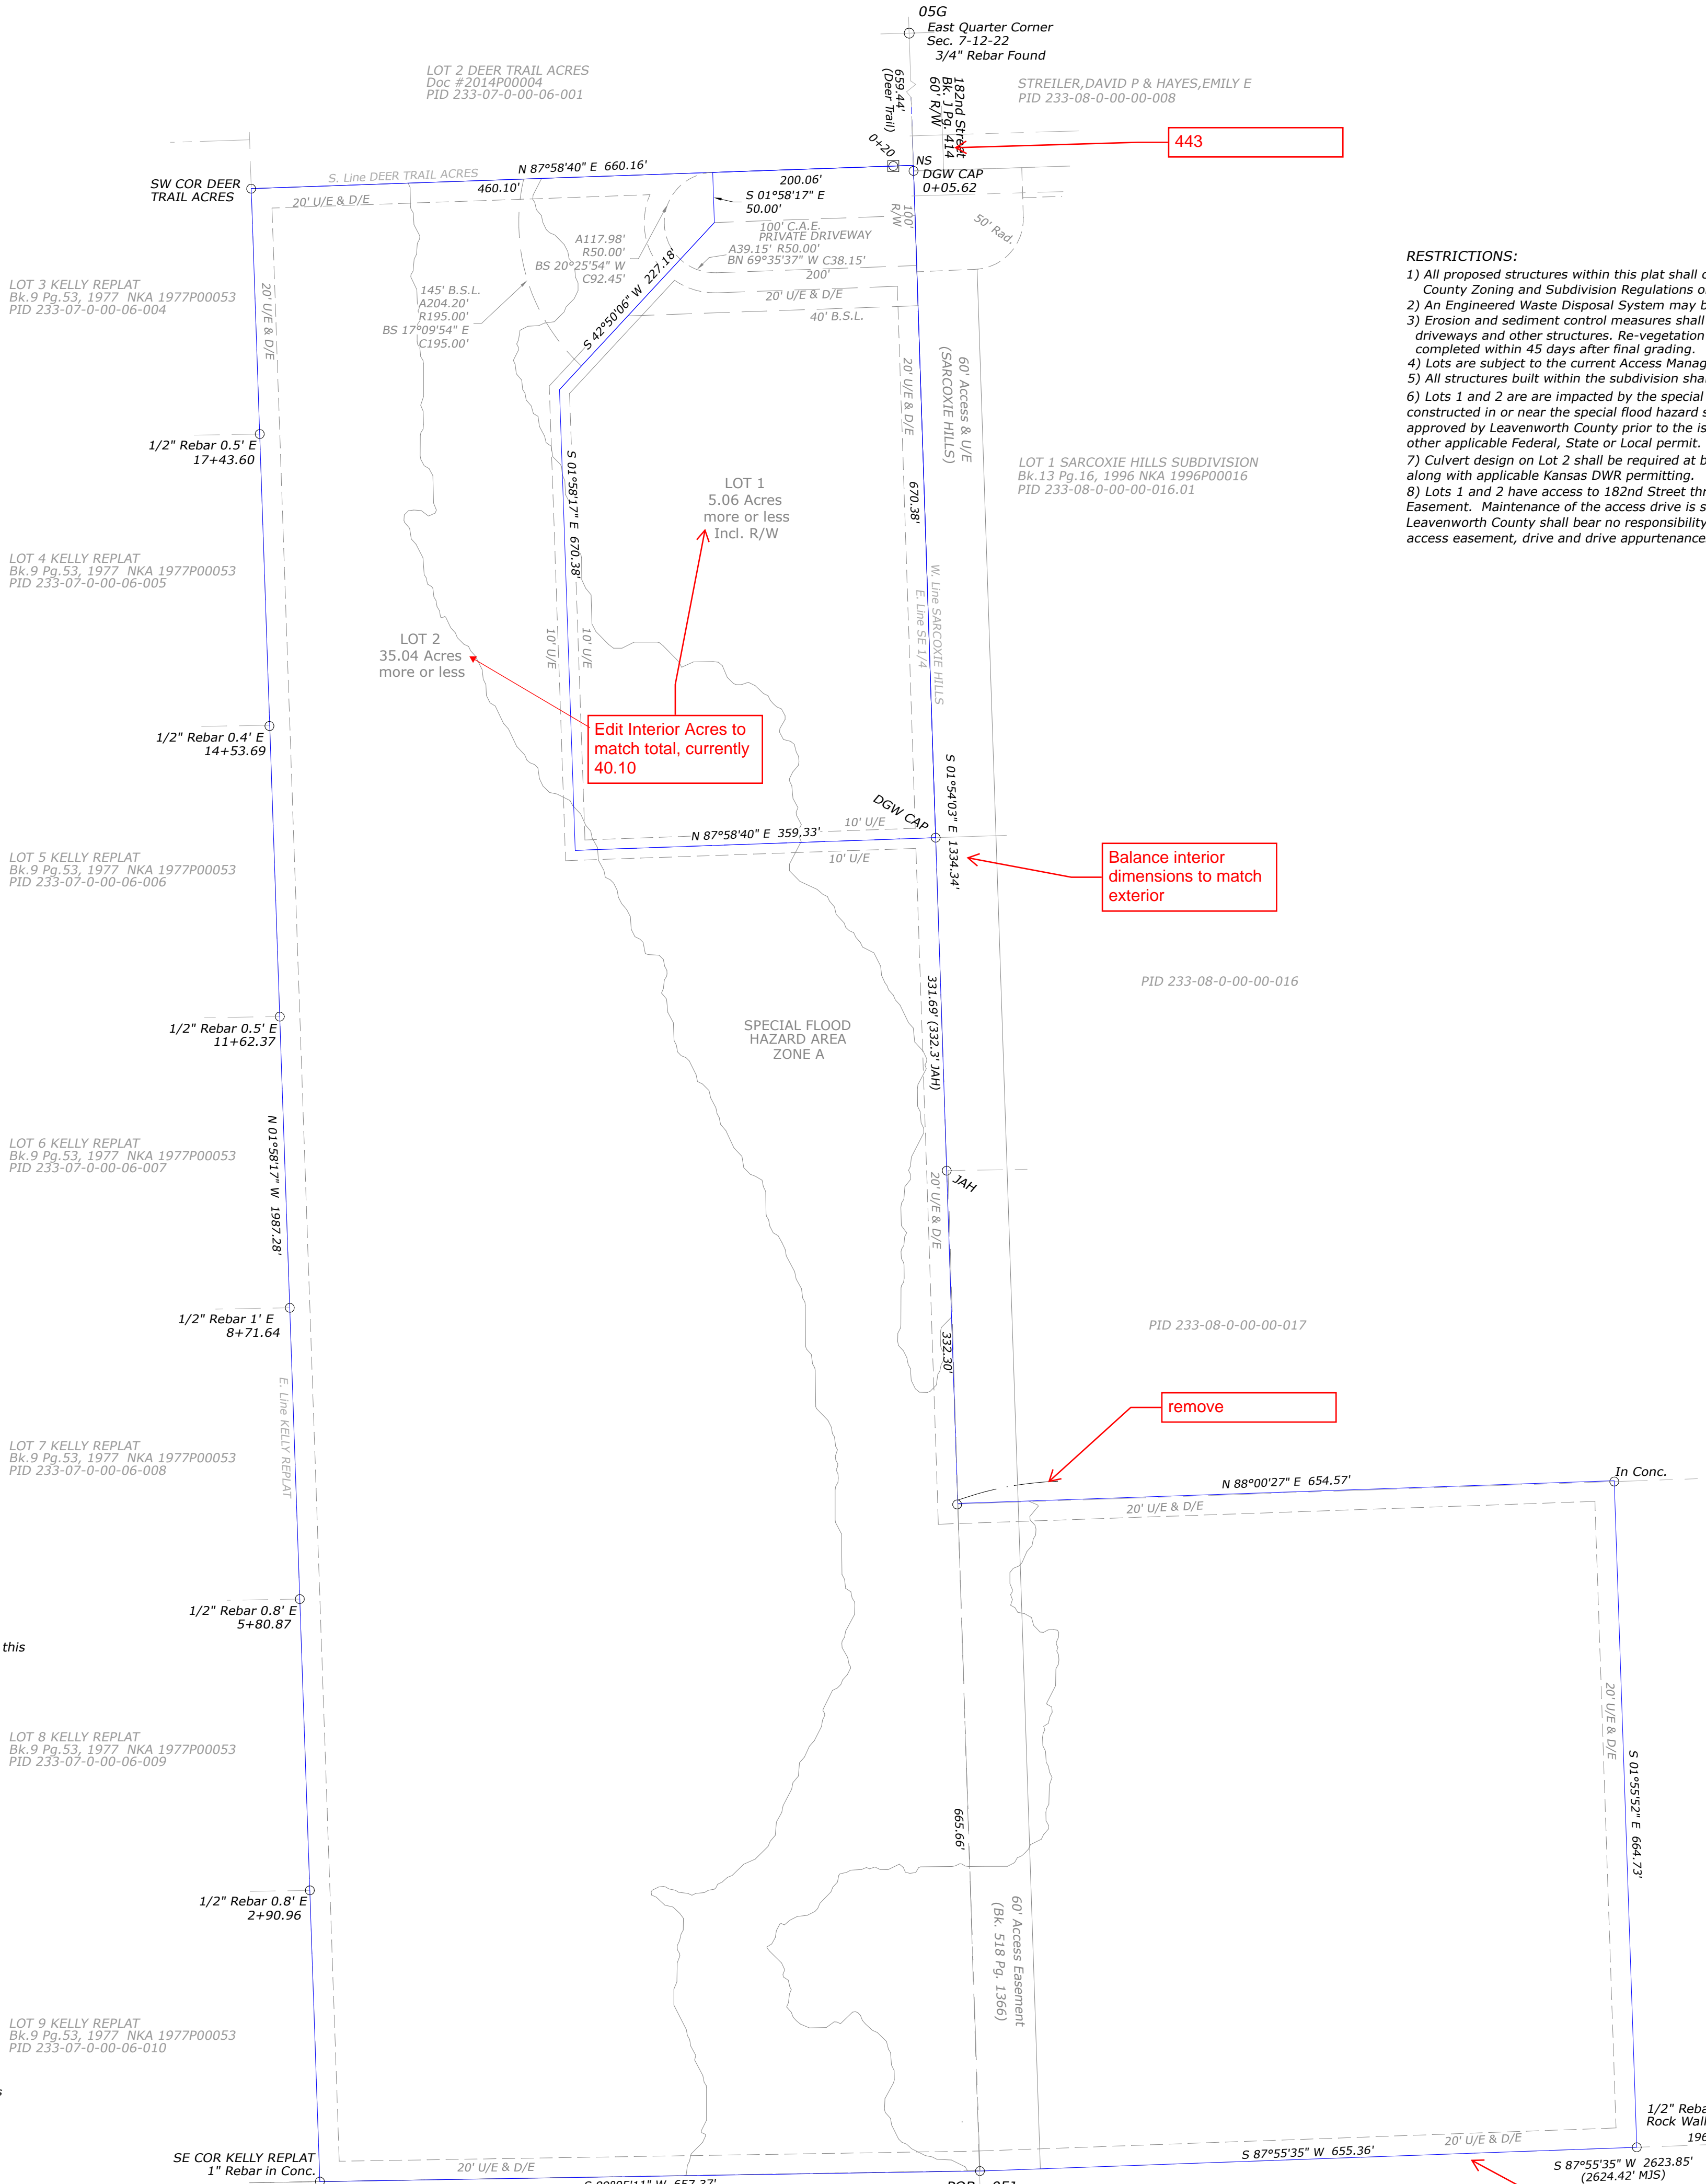 05G
East Quarter Corner
Sec. 7-12-22
3/4" Rebar Found
LOT 2 DEER TRAIL ACRES
Doc #2014P00004
PID 233-07-0-00-06-001
659.44'
(Deer Trail)
182nd Street
Bk. J Pg. 414
60' R/W
STREILER,DAVID P & HAYES,EMILY E
PID 233-08-0-00-00-008
443
0+20
NS
DGW CAP
0+05.62
SW COR DEER
TRAIL ACRES
S. Line DEER TRAIL ACRES
N 87°58'40" E 660.16'
460.10'
200.06'
20' U/E & D/E
S 01°58'17" E
50.00'
100'
R/W
100' C.A.E.
PRIVATE DRIVEWAY
50' Rad.
A39.15' R50.00'
BN 69°35'37" W C38.15'
200'
A117.98'
R50.00'
BS 20°25'54" W
C92.45'
S 42°50'06" W 227.18'
20' U/E & D/E
40' B.S.L.
145' B.S.L.
A204.20'
R195.00'
BS 17°09'54" E
C195.00'
LOT 3 KELLY REPLAT
Bk.9 Pg.53, 1977 NKA 1977P00053
PID 233-07-0-00-06-004
20' U/E & D/E
RESTRICTIONS:
1) All proposed structures within this plat shall
County Zoning and Subdivision Regulations
2) An Engineered Waste Disposal System may
3) Erosion and sediment control measures shall
driveways and other structures. Re-vegetation
completed within 45 days after final grading.
4) Lots are subject to the current Access
5) All structures built within the subdivision
6) Lots 1 and 2 are are impacted by the special
constructed in or near the special flood hazard
approved by Leavenworth County prior to the
other applicable Federal, State or Local permit.
7) Culvert design on Lot 2 shall be required at
along with applicable Kansas DWR permitting.
8) Lots 1 and 2 have access to 182nd Street
Easement. Maintenance of the access drive is
Leavenworth County shall bear no responsibility
access easement, drive and drive
20' U/E & D/E
60' Access & U/E
(SARCOXIE HILLS)
1/2" Rebar 0.5' E
17+43.60
LOT 1
5.06 Acres
more or less
Incl. R/W
S 01°58'17" E 670.38'
670.38'
LOT 1 SARCOXIE HILLS SUBDIVISION
Bk.13 Pg.16, 1996 NKA 1996P00016
PID 233-08-0-00-00-016.01
LOT 4 KELLY REPLAT
Bk.9 Pg.53, 1977 NKA 1977P00053
PID 233-07-0-00-06-005
W. Line SARCOXIE HILLS
E. Line SE 1/4
LOT 2
35.04 Acres
more or less
10' U/E
10' U/E
Edit Interior Acres to
match total, currently
40.10
1/2" Rebar 0.4' E
14+53.69
DGW CAP
S 01°54'03" E 1334.34'
N 87°58'40" E 359.33'
10' U/E
10' U/E
Balance interior
dimensions to match
exterior
LOT 5 KELLY REPLAT
Bk.9 Pg.53, 1977 NKA 1977P00053
PID 233-07-0-00-06-006
PID 233-08-0-00-00-016
1/2" Rebar 0.5' E
11+62.37
SPECIAL FLOOD
HAZARD AREA
ZONE A
331.69' (332.3' JAH)
LOT 6 KELLY REPLAT
Bk.9 Pg.53, 1977 NKA 1977P00053
PID 233-07-0-00-06-007
N 01°58'17" W 1987.28'
20' U/E & D/E
JAH
1/2" Rebar 1' E
8+71.64
PID 233-08-0-00-00-017
332.30'
E. Line KELLY REPLAT
remove
LOT 7 KELLY REPLAT
Bk.9 Pg.53, 1977 NKA 1977P00053
PID 233-07-0-00-06-008
In Conc.
N 88°00'27" E 654.57'
20' U/E & D/E
1/2" Rebar 0.8' E
5+80.87
this
LOT 8 KELLY REPLAT
Bk.9 Pg.53, 1977 NKA 1977P00053
PID 233-07-0-00-06-009
20' U/E & D/E
S 01°55'52" E 664.73'
665.66'
1/2" Rebar 0.8' E
2+90.96
60' Access Easement
(Bk. 518 Pg. 1366)
LOT 9 KELLY REPLAT
Bk.9 Pg.53, 1977 NKA 1977P00053
PID 233-07-0-00-06-010
SE COR KELLY REPLAT
1" Rebar in Conc.
20' U/E & D/E
S 87°55'35" W 655.36'
20' U/E & D/E
1/2"
Rock
S 87°55'35" W 2623.85'
(2624.42 MJS)